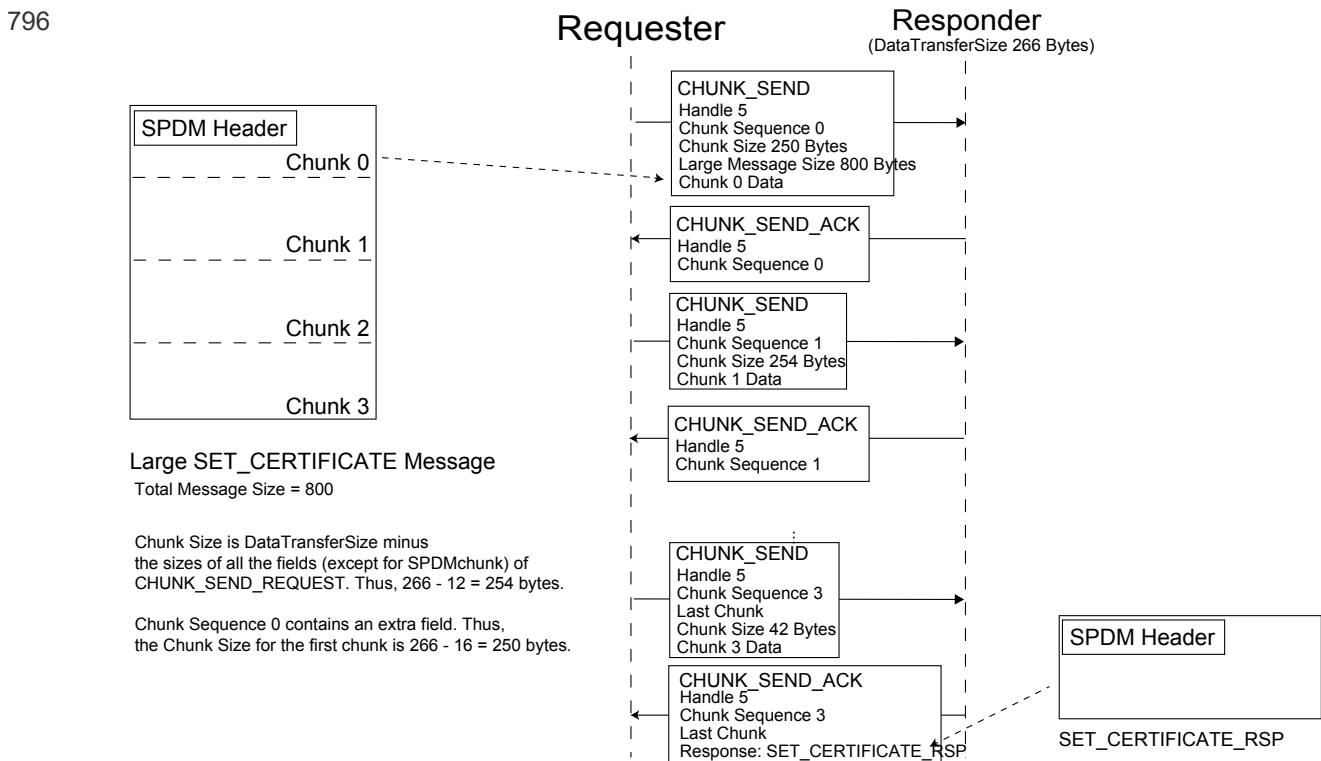 796
Requester
Responder
(DataTransferSize 266 Bytes)
SPDM Header
Chunk 0
Chunk 1
Chunk 2
Chunk 3
Large SET_CERTIFICATE Message
Total Message Size = 800
Chunk Size is DataTransferSize minus
the sizes of all the fields (except for SPDMchunk) of
CHUNK_SEND_REQUEST. Thus, 266 - 12 = 254 bytes.
Chunk Sequence 0 contains an extra field. Thus,
the Chunk Size for the first chunk is 266 - 16 = 250 bytes.
CHUNK_SEND
Handle 5
Chunk Sequence 0
Chunk Size 250 Bytes
Large Message Size 800 Bytes
Chunk 0 Data
CHUNK_SEND_ACK
Handle 5
Chunk Sequence 0
CHUNK_SEND
Handle 5
Chunk Sequence 1
Chunk Size 254 Bytes
Chunk 1 Data
CHUNK_SEND_ACK
Handle 5
Chunk Sequence 1
CHUNK_SEND
Handle 5
Chunk Sequence 3
Last Chunk
Chunk Size 42 Bytes
Chunk 3 Data
CHUNK_SEND_ACK
Handle 5
Chunk Sequence 3
Last Chunk
Response: SET_CERTIFICATE_RSP
SPDM Header
SET_CERTIFICATE_RSP